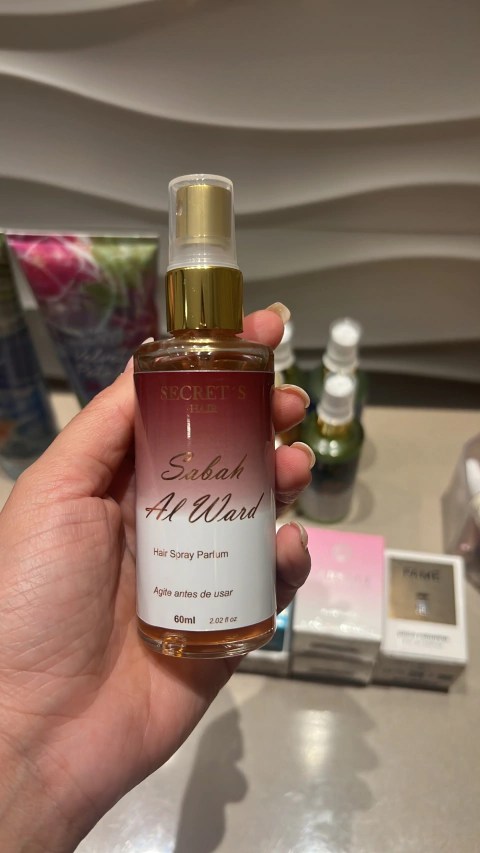 SECRET´S
HAIR
Sabah
Al Ward
Hair Spray Parfum
Agite antes de usar
60ml 2.02 fl oz
FAME